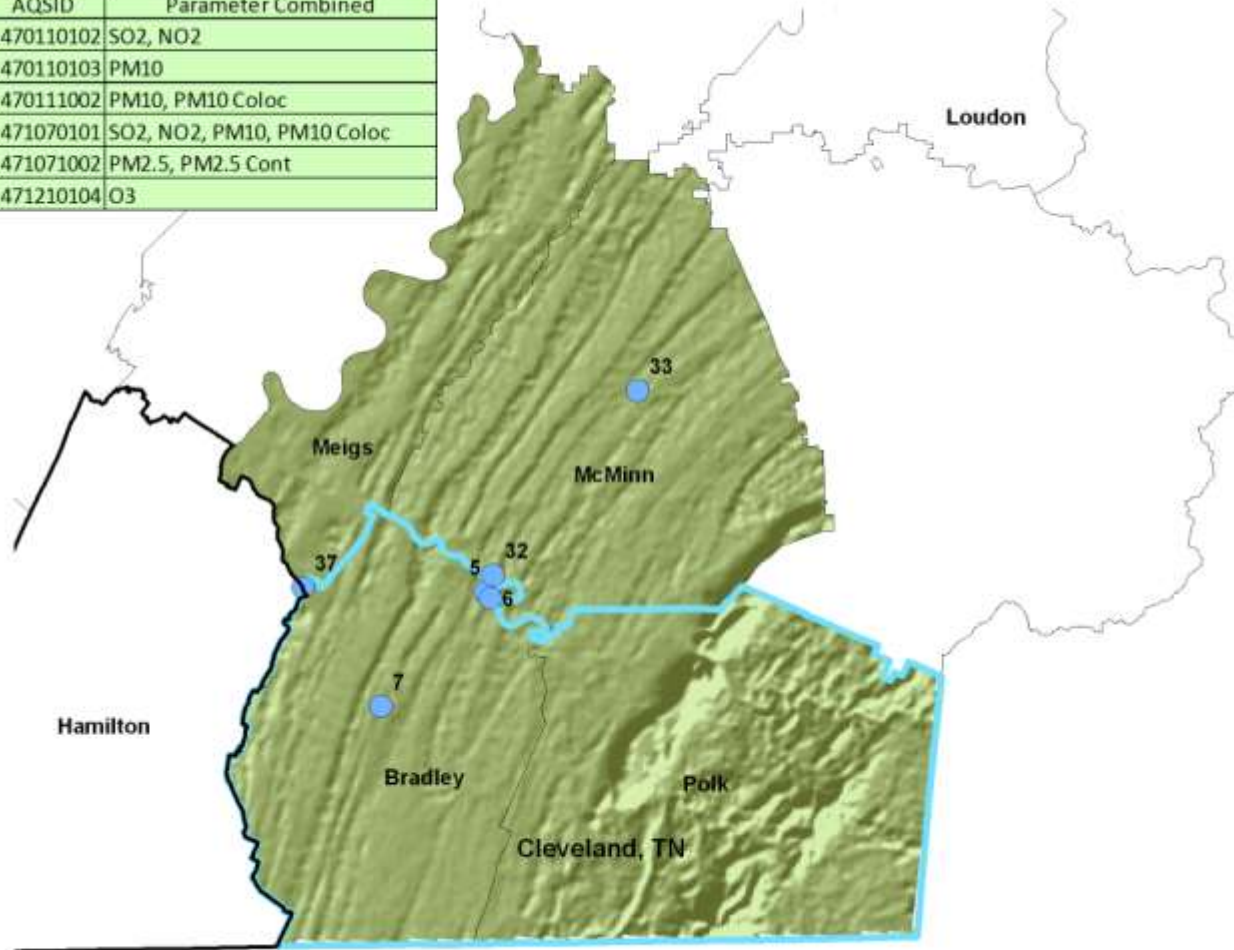 AQSID Parameter Combined
470110102 SO2, NO2
470110103 PM10
470111002 PM10, PM10 Coloc
471070101 SO2, NO2, PM10, PM10 Coloc
471071002 PM2.5, PM2.5 Cont
471210104 O3
Loudon
33
Meigs
McMinn
37
5
32
6
7
Hamilton
Bradley
Polk
Cleveland, TN